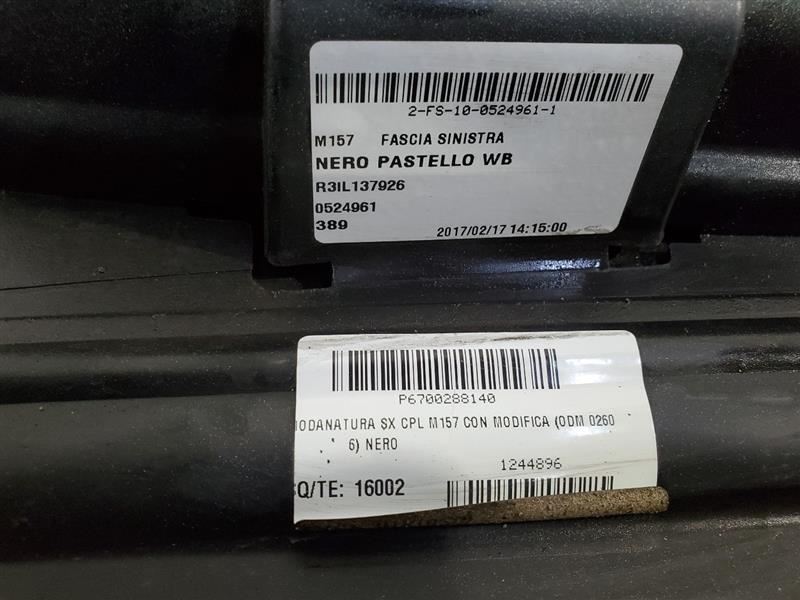 2-FS-10-0524961-1
M157 FASCIA SINISTRA
NERO PASTELLO WB
R3IL137926
0524961
389 2017/02/17 14:15:00
P6700288140
MODANATURA SX CPL M157 CON MODIFICA (ODM 0260
6) NERO
1244896
SQ/TE: 16002